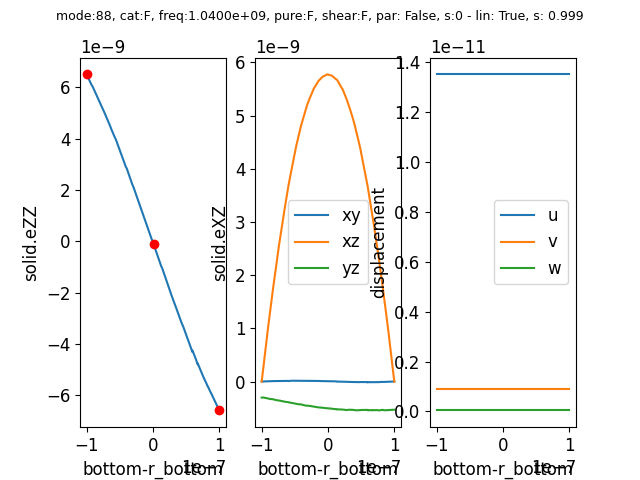 mode:88, cat:F, freq:1.0400e+09, pure:F, shear:F, par: False, s:0 - lin: True, s: 0.999
1e−9
1e−9
1e−11
6
4
2
0
−2
−4
−6
solid.eZZ
−1
0
1
1e−7
bottom-r_bottom
6
5
4
3
2
1
0
solid.eXZ
xy
xz
yz
−1
0
1
1e−7
bottom-r_bottom
1.4
1.2
1.0
0.8
0.6
0.4
0.2
0.0
displacement
u
v
w
−1
0
1
1e−7
bottom-r_bottom